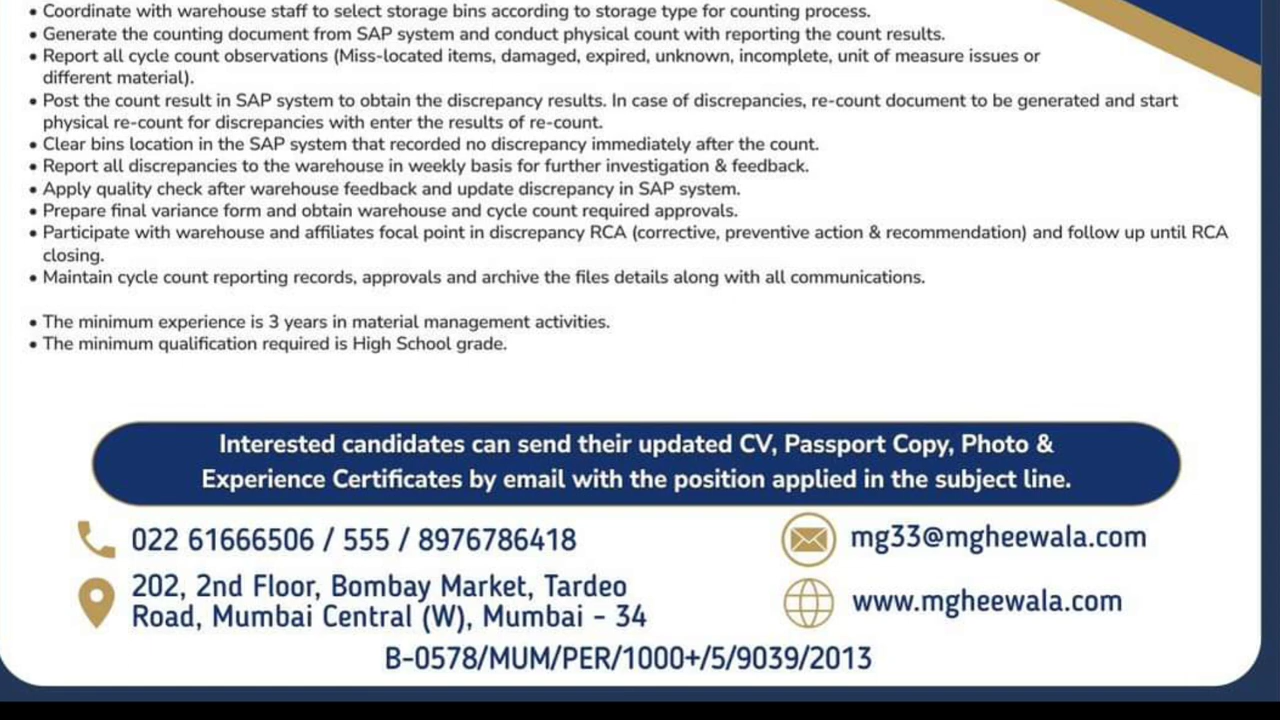 • Coordinate with warehouse staff to select storage bins according to storage type for counting process.
• Generate the counting document from SAP system and conduct physical count with reporting the count results.
• Report all cycle count observations (Miss-located items, damaged, expired, unknown, incomplete, unit of measure issues or
different material).
• Post the count result in SAP system to obtain the discrepancy results. In case of discrepancies, re-count document to be generated and start
physical re-count for discrepancies with enter the results of re-count.
• Clear bins location in the SAP system that recorded no discrepancy immediately after the count.
• Report all discrepancies to the warehouse in weekly basis for further investigation & feedback.
• Apply quality check after warehouse feedback and update discrepancy in SAP system.
• Prepare final variance form and obtain warehouse and cycle count required approvals.
• Participate with warehouse and affiliates focal point in discrepancy RCA (corrective, preventive action & recommendation) and follow up until RCA
closing.
• Maintain cycle count reporting records, approvals and archive the files details along with all communications.
• The minimum experience is 3 years in material management activities.
• The minimum qualification required is High School grade.
Interested candidates can send their updated CV, Passport Copy, Photo &
Experience Certificates by email with the position applied in the subject line.
022 61666506 / 555 / 8976786418
mg33@mgheewala.com
202, 2nd Floor, Bombay Market, Tardeo
Road, Mumbai Central (W), Mumbai - 34
www.mgheewala.com
B-0578/MUM/PER/1000+/5/9039/2013